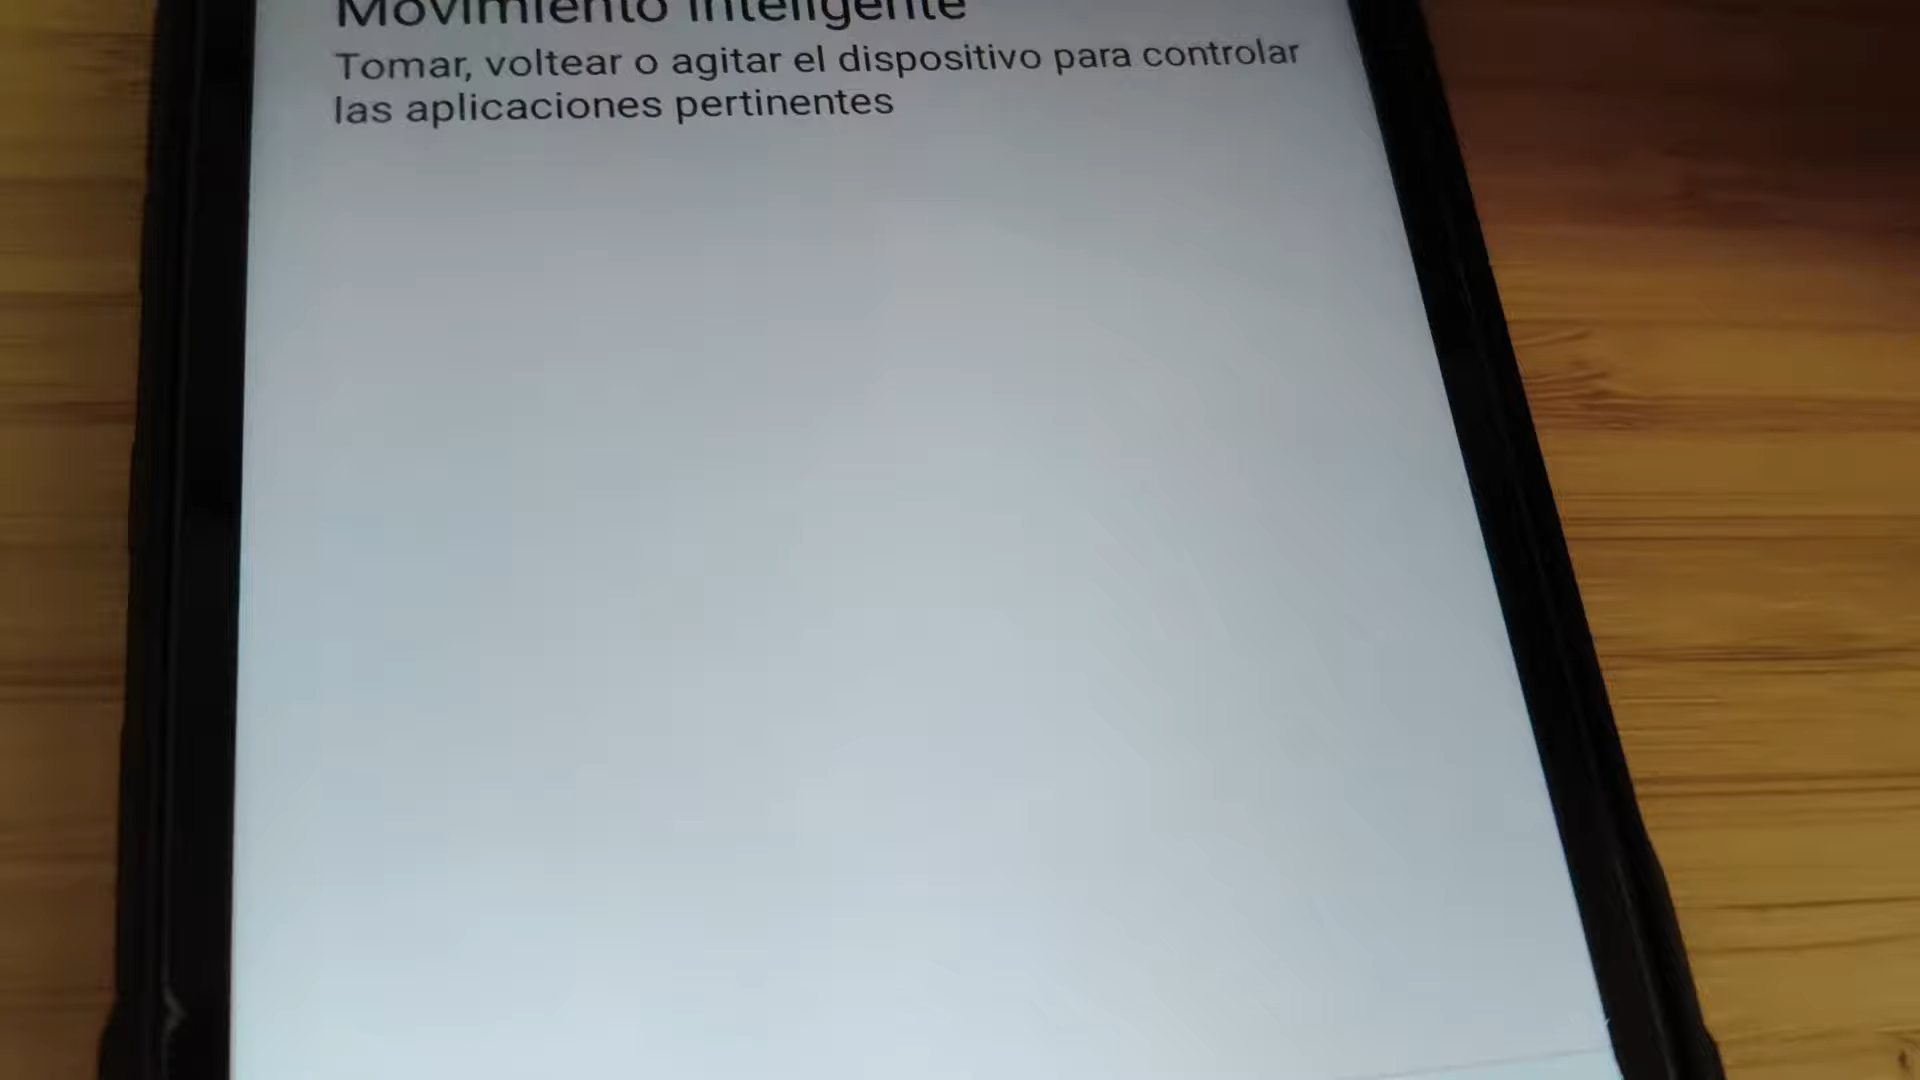 Movimiento inteligente
Tomar, voltear o agitar el dispositivo para controlar
las aplicaciones pertinentes